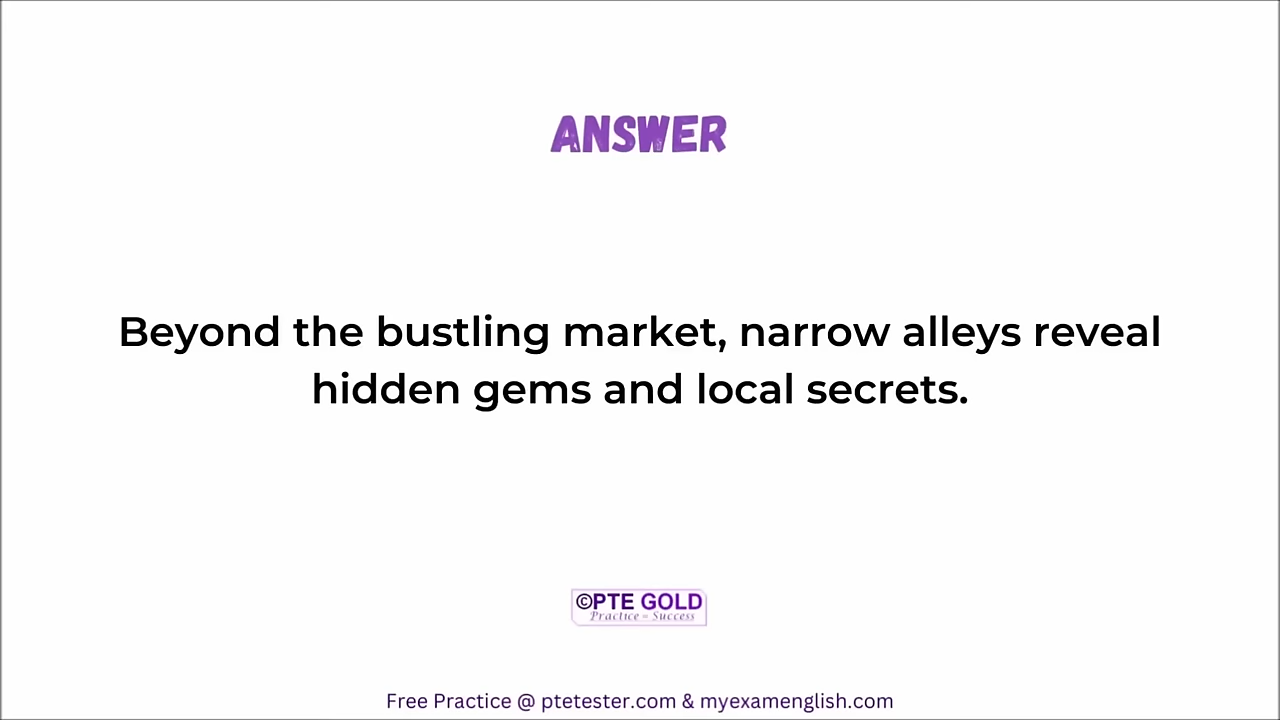 ANSWER
Beyond the bustling market, narrow alleys reveal
hidden gems and local secrets.
©PTE GOLD
Practice = Success
Free Practice @ ptetester.com & myexamenglish.com